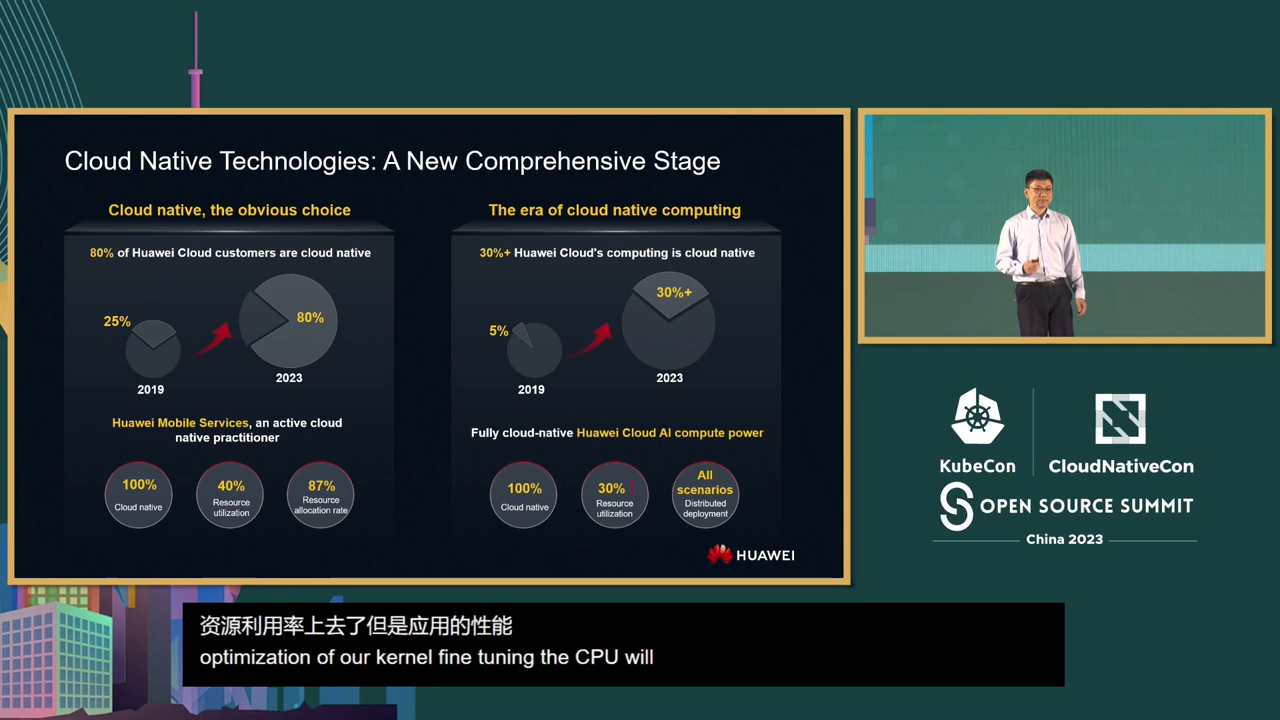 Cloud Native Technologies: A New Comprehensive Stage
Cloud native, the obvious choice
80% of Huawei Cloud customers are cloud native
25%
80%
2019
2023
Huawei Mobile Services, an active cloud
native practitioner
100%
Cloud native
40%
Resource
utilization
87%
Resource
allocation rate
The era of cloud native computing
30%+ Huawei Cloud's computing is cloud native
5%
30%+
2019
2023
Fully cloud-native Huawei Cloud AI compute power
100%
Cloud native
30%↑
Resource
utilization
All
scenarios
Distributed
deployment
HUAWEI
KubeCon
CloudNativeCon
OPEN SOURCE SUMMIT
China 2023
资源利用率上去了但是应用的性能
optimization of our kernel fine tuning the CPU will